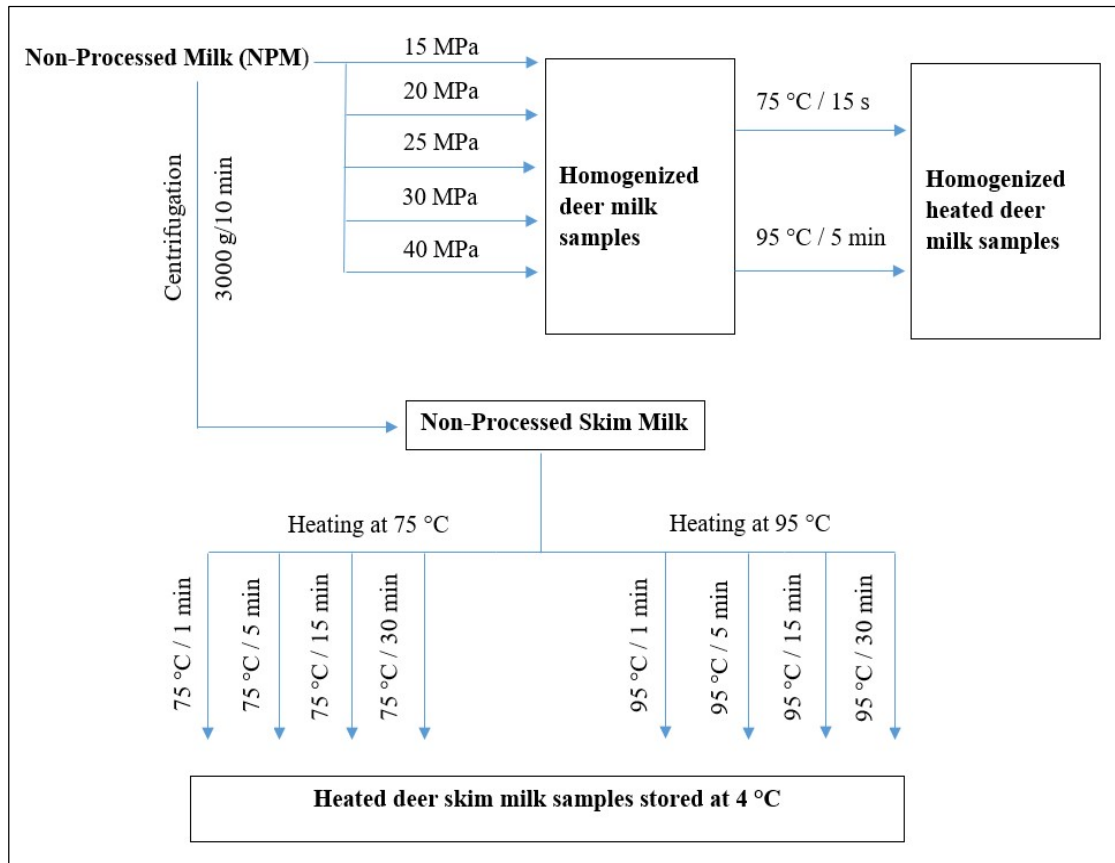 Non-Processed Milk (NPM)
15 MPa
20 MPa
25 MPa
30 MPa
40 MPa
Homogenized
deer milk
samples
75 °C / 15 s
95 °C / 5 min
Homogenized
heated deer
milk samples
Centrifugation
3000 g/10 min
Non-Processed Skim Milk
Heating at 75 °C
Heating at 95 °C
75 °C / 1 min
75 °C / 5 min
75 °C / 15 min
75 °C / 30 min
95 °C / 1 min
95 °C / 5 min
95 °C / 15 min
95 °C / 30 min
Heated deer skim milk samples stored at 4 °C